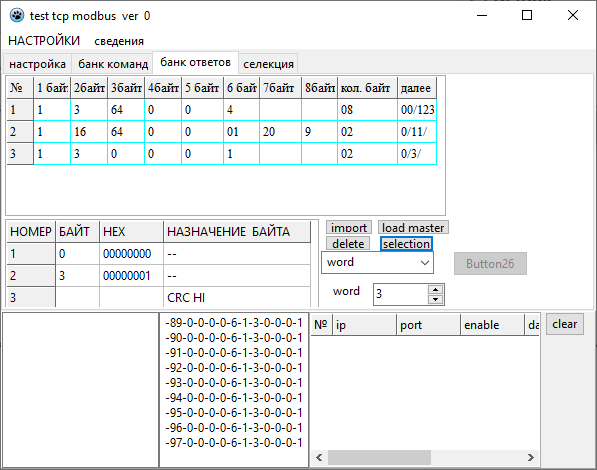 test tcp modbus ver 0
НАСТРОЙКИ сведения
настройка банк команд банк ответов селекция
№ 1 байт 2байт 3байт 4байт 5 байт 6 байт 7байт 8байт кол. байт далее
1 1 3 64 0 0 4 08 00/123
2 1 16 64 0 0 01 20 9 02 0/11/
3 1 3 0 0 0 1 02 0/3/
НОМЕР БАЙТ HEX НАЗНАЧЕНИЕ БАЙТА
1 0 00000000 --
2 3 00000001 --
3 CRC HI
import load master
delete selection
word Button26
word 3
-89-0-0-0-0-6-1-3-0-0-0-1
-90-0-0-0-0-6-1-3-0-0-0-1
-91-0-0-0-0-6-1-3-0-0-0-1
-92-0-0-0-0-6-1-3-0-0-0-1
-93-0-0-0-0-6-1-3-0-0-0-1
-94-0-0-0-0-6-1-3-0-0-0-1
-95-0-0-0-0-6-1-3-0-0-0-1
-96-0-0-0-0-6-1-3-0-0-0-1
-97-0-0-0-0-6-1-3-0-0-0-1
№ ip port enable da
clear